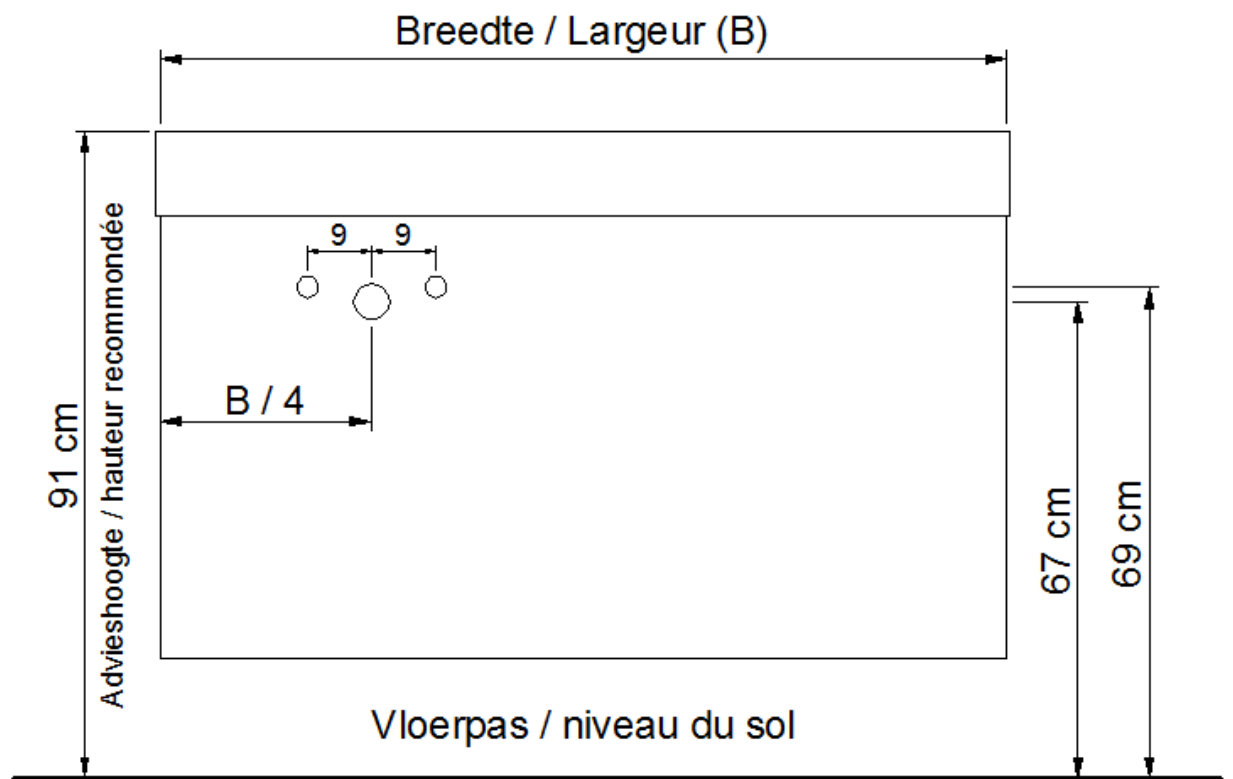 Breedte / Largeur (B)
9
9
B / 4
91 cm
Advieshoogte / hauteur recommondée
67 cm
69 cm
Vloerpas / niveau du sol